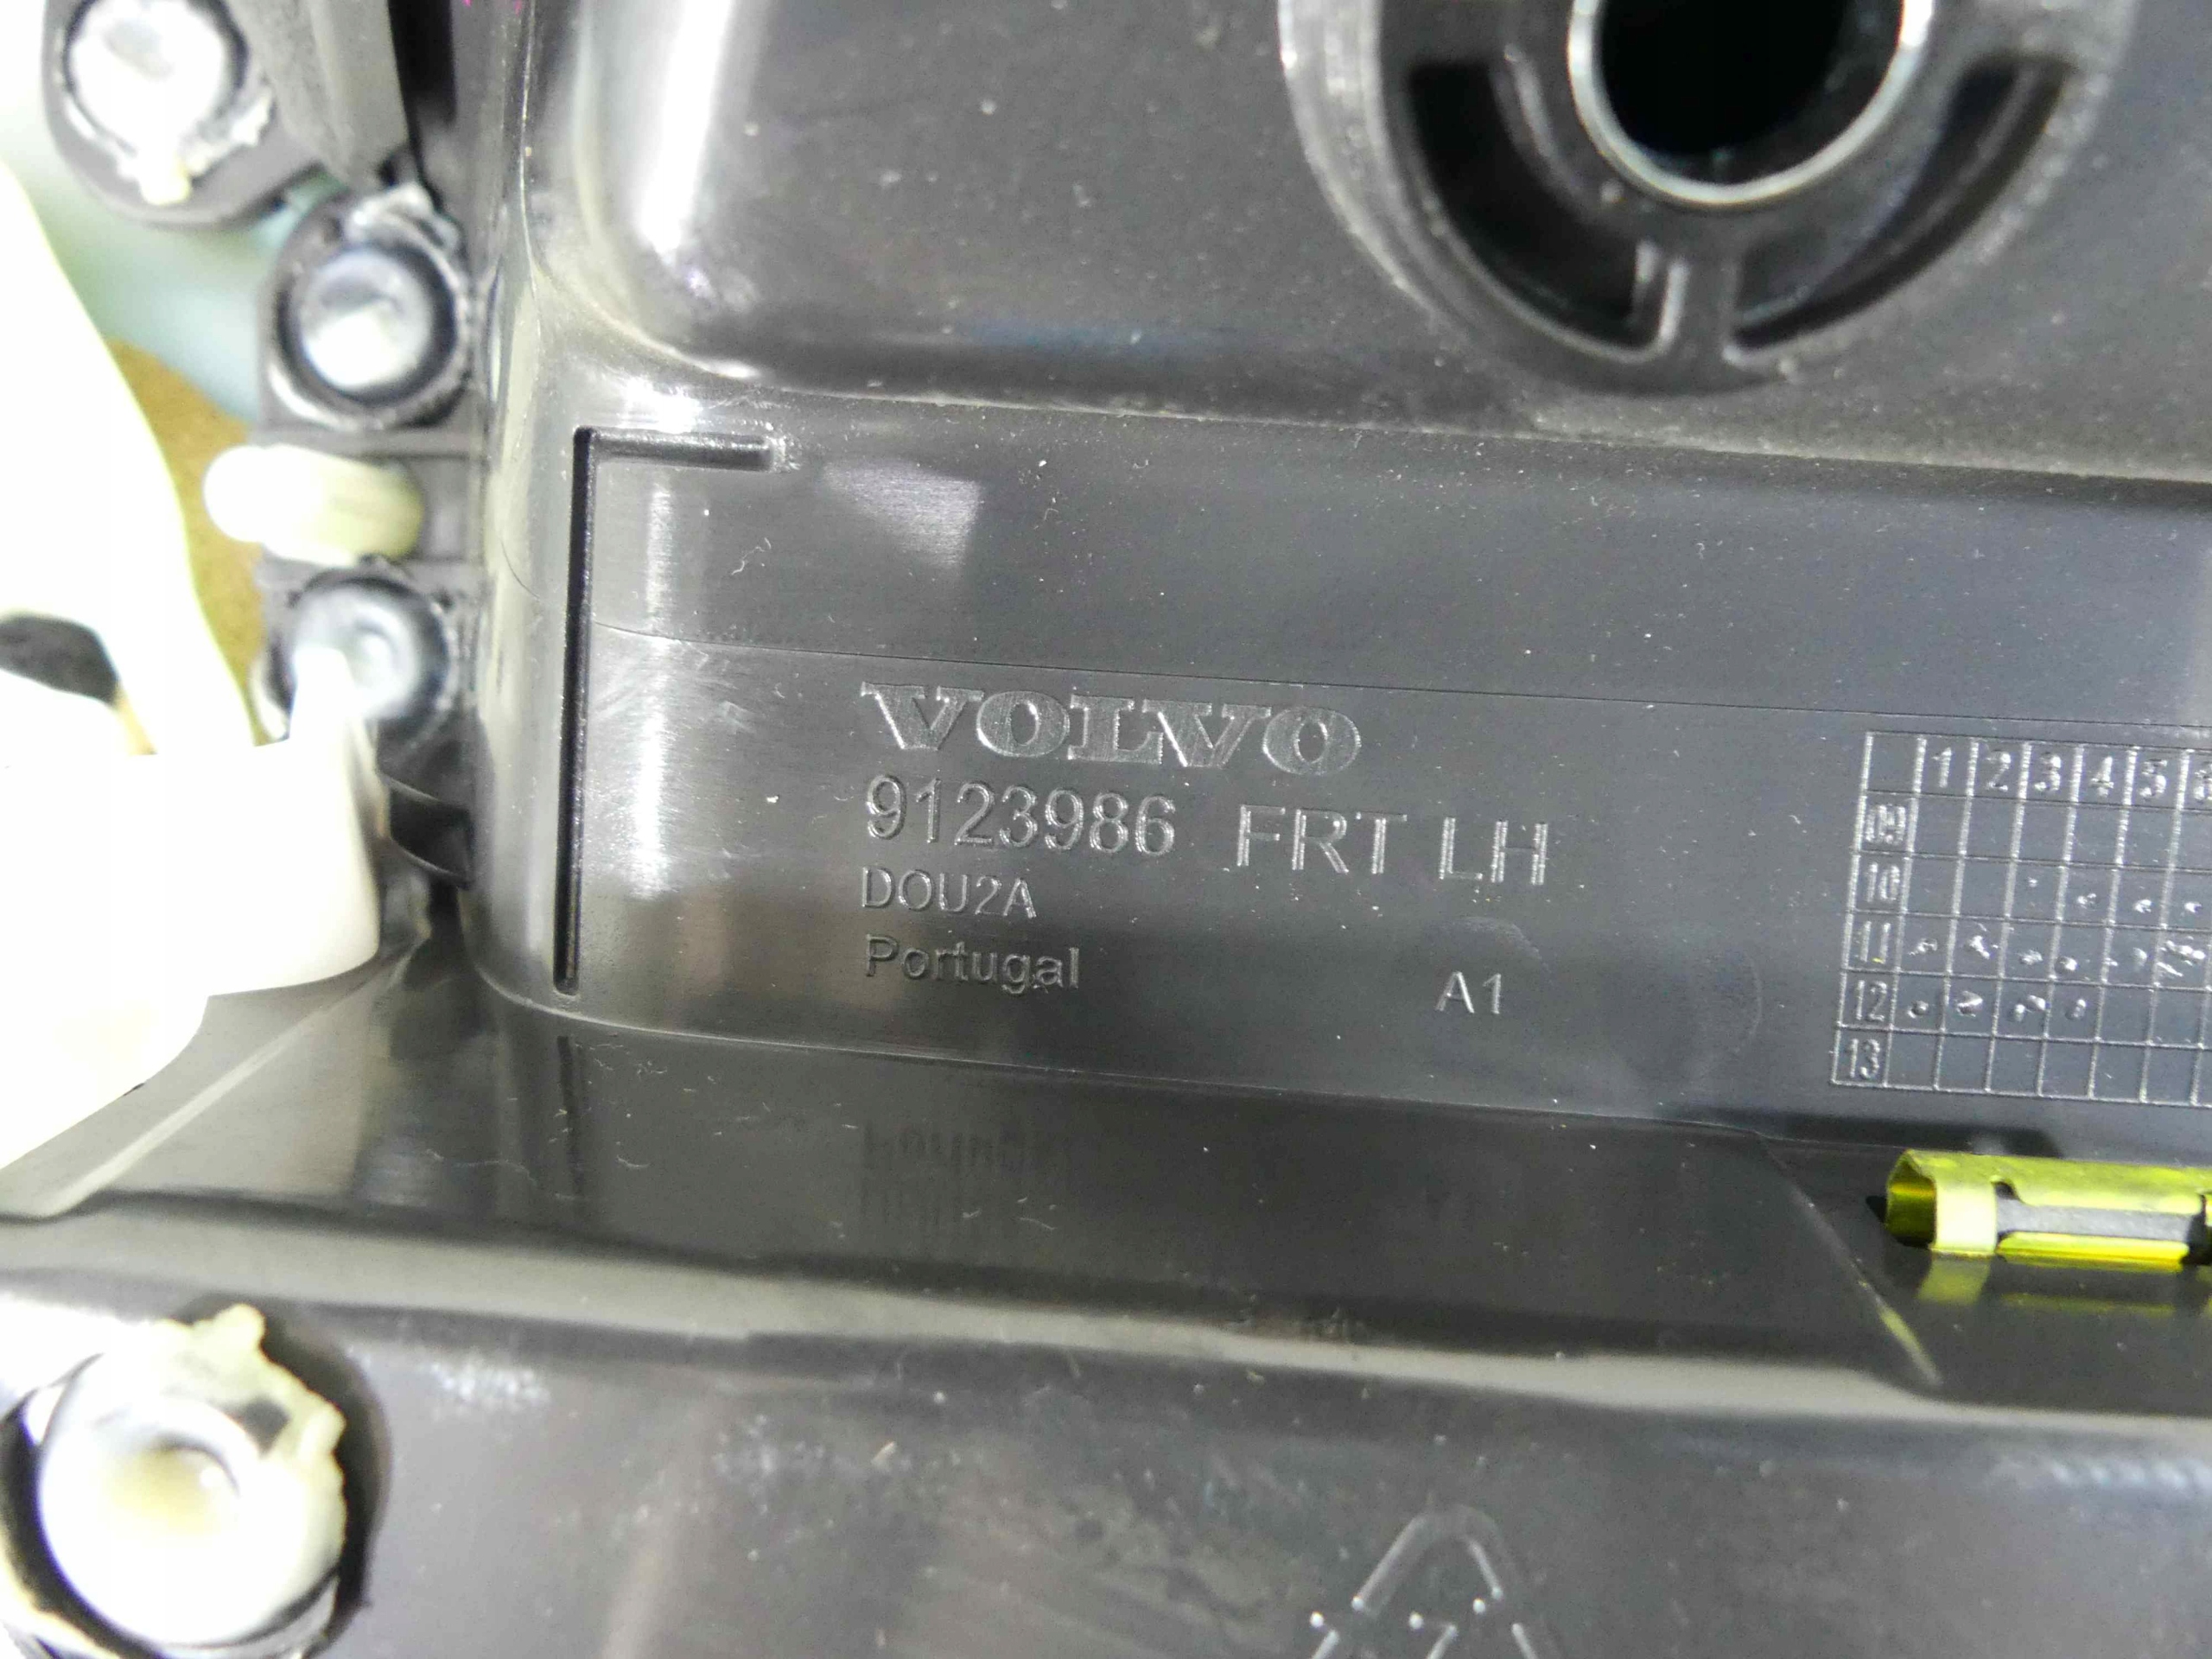 VOLVO
9123986 FRT LH
DOU2A
Portugal
A1
1 2 3 4 5
09
10
11
12
13